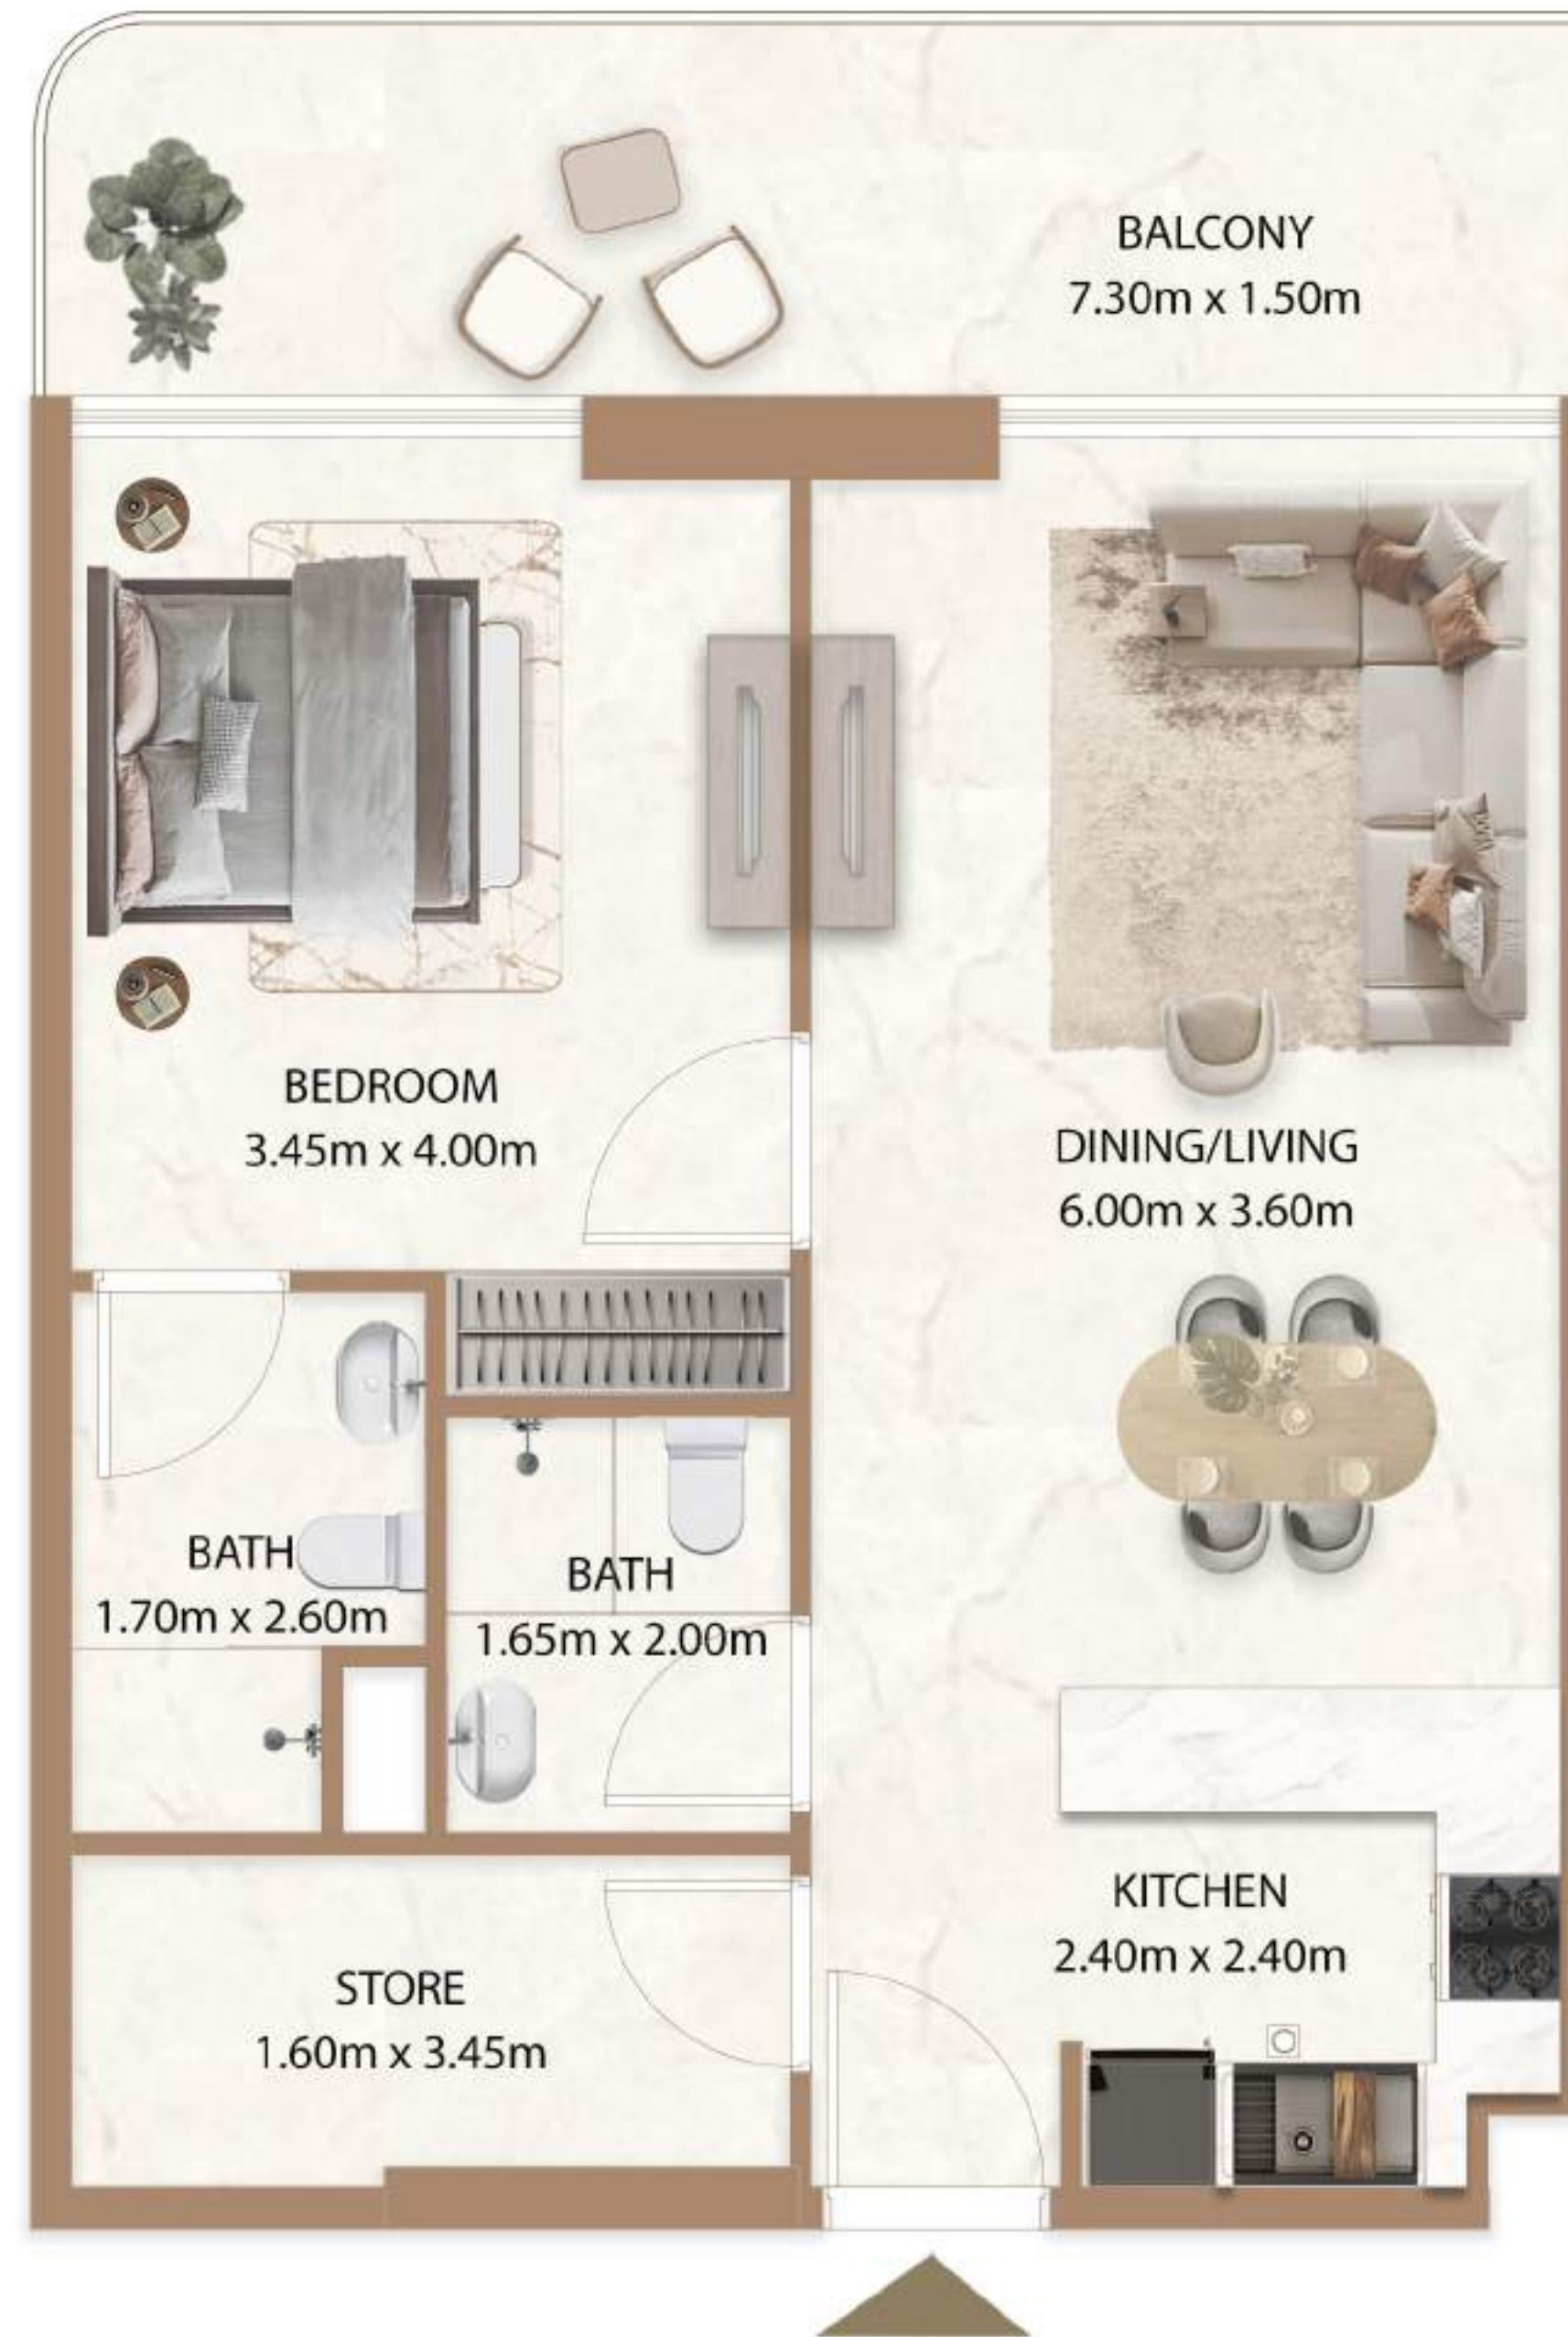 BALCONY
7.30m x 1.50m
BEDROOM
3.45m x 4.00m
DINING/LIVING
6.00m x 3.60m
BATH
1.70m x 2.60m
BATH
1.65m x 2.00m
KITCHEN
2.40m x 2.40m
STORE
1.60m x 3.45m